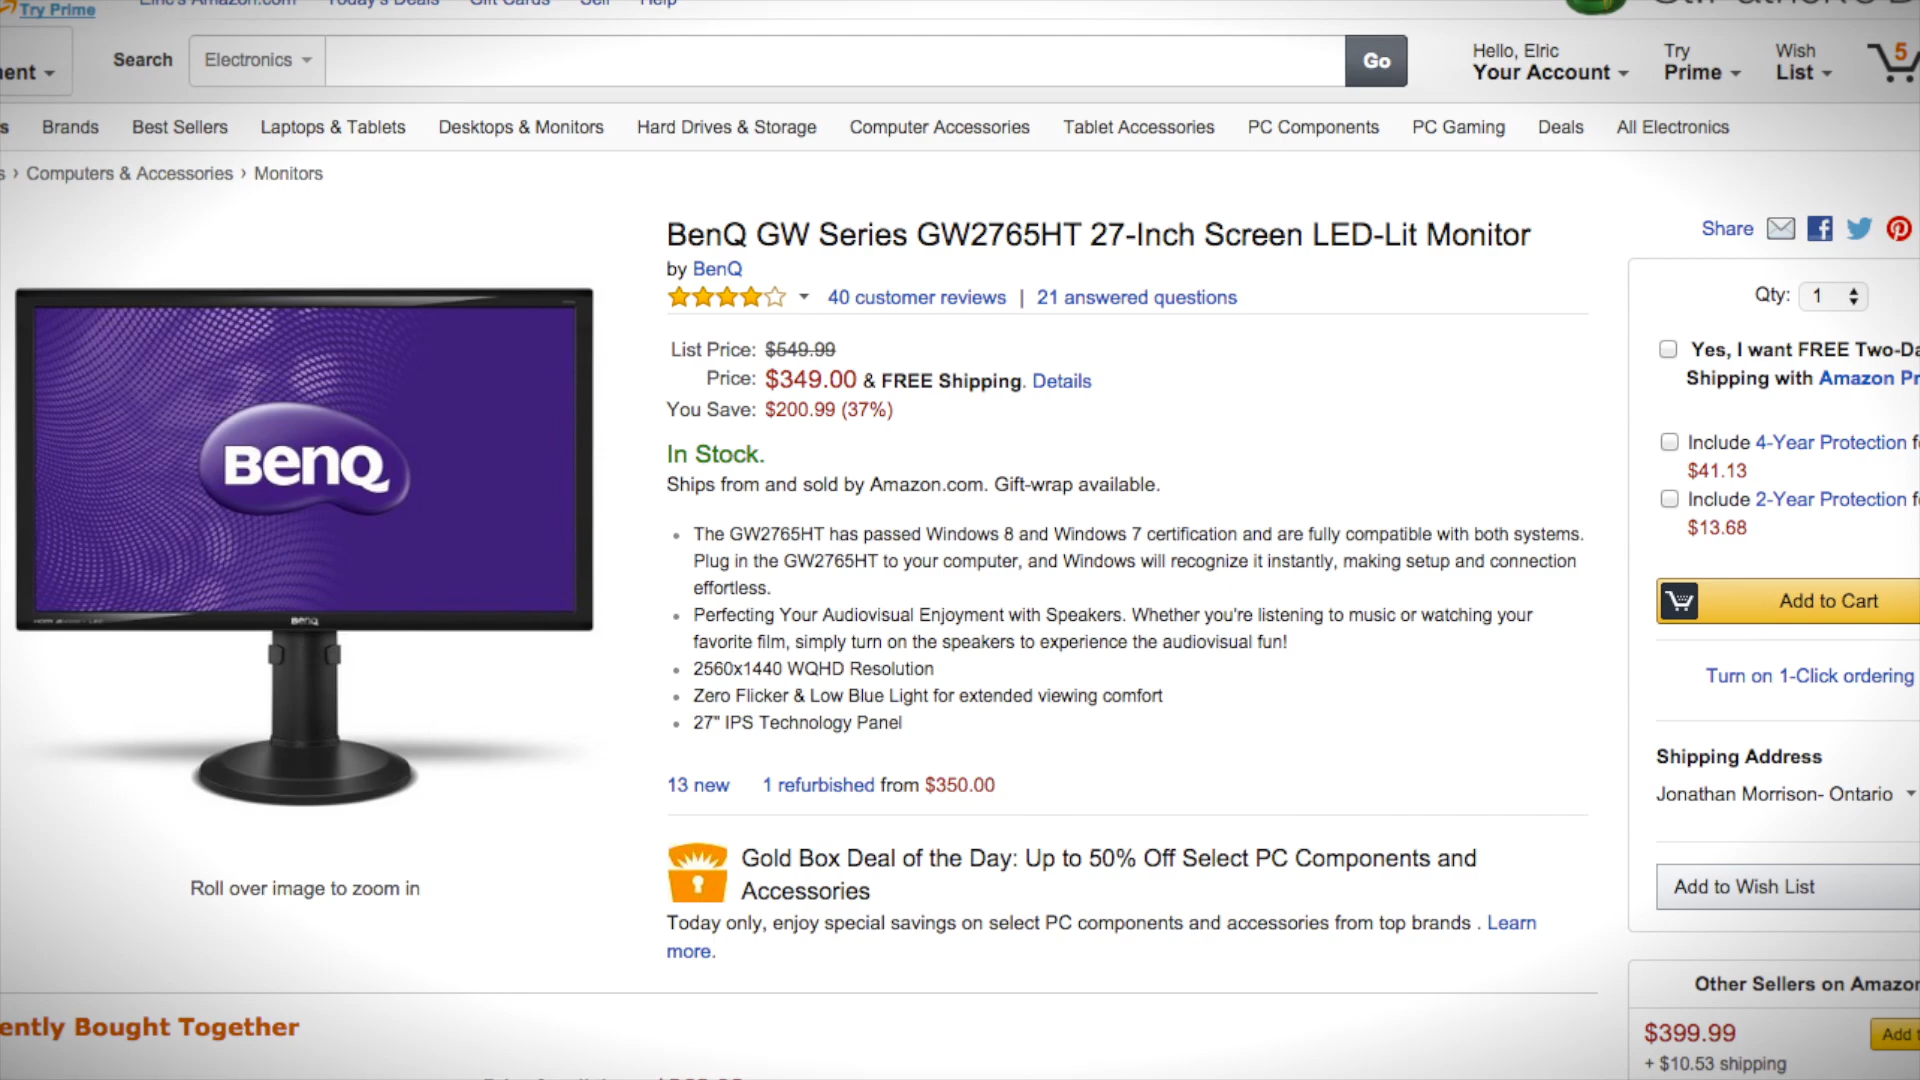 Try Prime
Today's Deals Gift Cards Sell Help
ent
Search
Electronics
Go
Hello, Elric
Your Account
Try
Prime
Wish
List
5
s Brands Best Sellers Laptops & Tablets Desktops & Monitors Hard Drives & Storage Computer Accessories Tablet Accessories PC Components PC Gaming Deals All Electronics
s › Computers & Accessories › Monitors
BenQ GW Series GW2765HT 27-Inch Screen LED-Lit Monitor
by BenQ
40 customer reviews | 21 answered questions
List Price: $549.99
Price: $349.00 & FREE Shipping. Details
You Save: $200.99 (37%)
In Stock.
Ships from and sold by Amazon.com. Gift-wrap available.
The GW2765HT has passed Windows 8 and Windows 7 certification and are fully compatible with both systems.
Plug in the GW2765HT to your computer, and Windows will recognize it instantly, making setup and connection
effortless.
Perfecting Your Audiovisual Enjoyment with Speakers. Whether you're listening to music or watching your
favorite film, simply turn on the speakers to experience the audiovisual fun!
2560x1440 WQHD Resolution
Zero Flicker & Low Blue Light for extended viewing comfort
27" IPS Technology Panel
13 new 1 refurbished from $350.00
Gold Box Deal of the Day: Up to 50% Off Select PC Components and
Accessories
Today only, enjoy special savings on select PC components and accessories from top brands . Learn
more.
BenQ
BenQ
Roll over image to zoom in
ently Bought Together
Share
Qty: 1
Yes, I want FREE Two-Da
Shipping with Amazon Pr
Include 4-Year Protection f
$41.13
Include 2-Year Protection f
$13.68
Add to Cart
Turn on 1-Click ordering
Shipping Address
Jonathan Morrison- Ontario
Add to Wish List
Other Sellers on Amazon
$399.99
Add t
+ $10.53 shipping